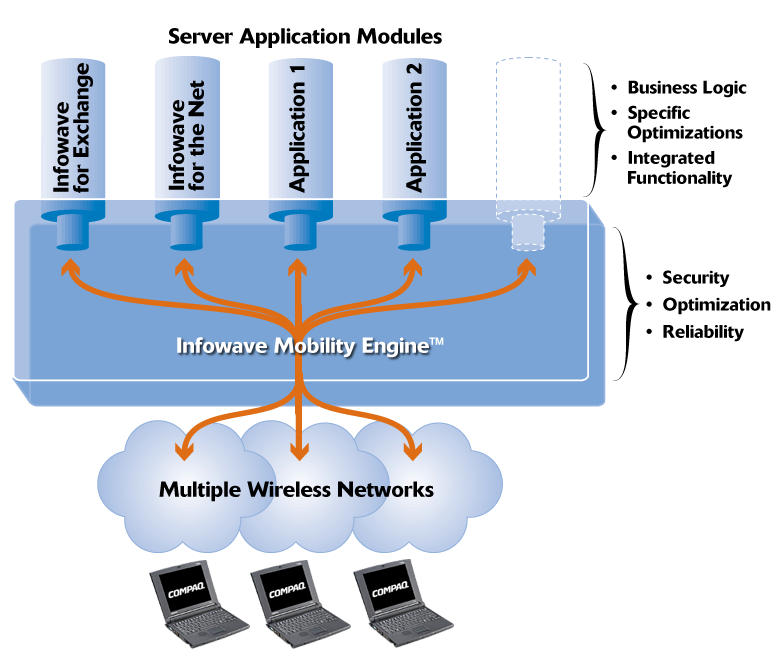 Server Application Modules
Infowave
for Exchange
Infowave
for the Net
Application 1
Application 2
• Business Logic
• Specific
Optimizations
• Integrated
Functionality
• Security
• Optimization
• Reliability
Infowave Mobility Engine™
Multiple Wireless Networks
COMPAQ
COMPAQ
COMPAQ